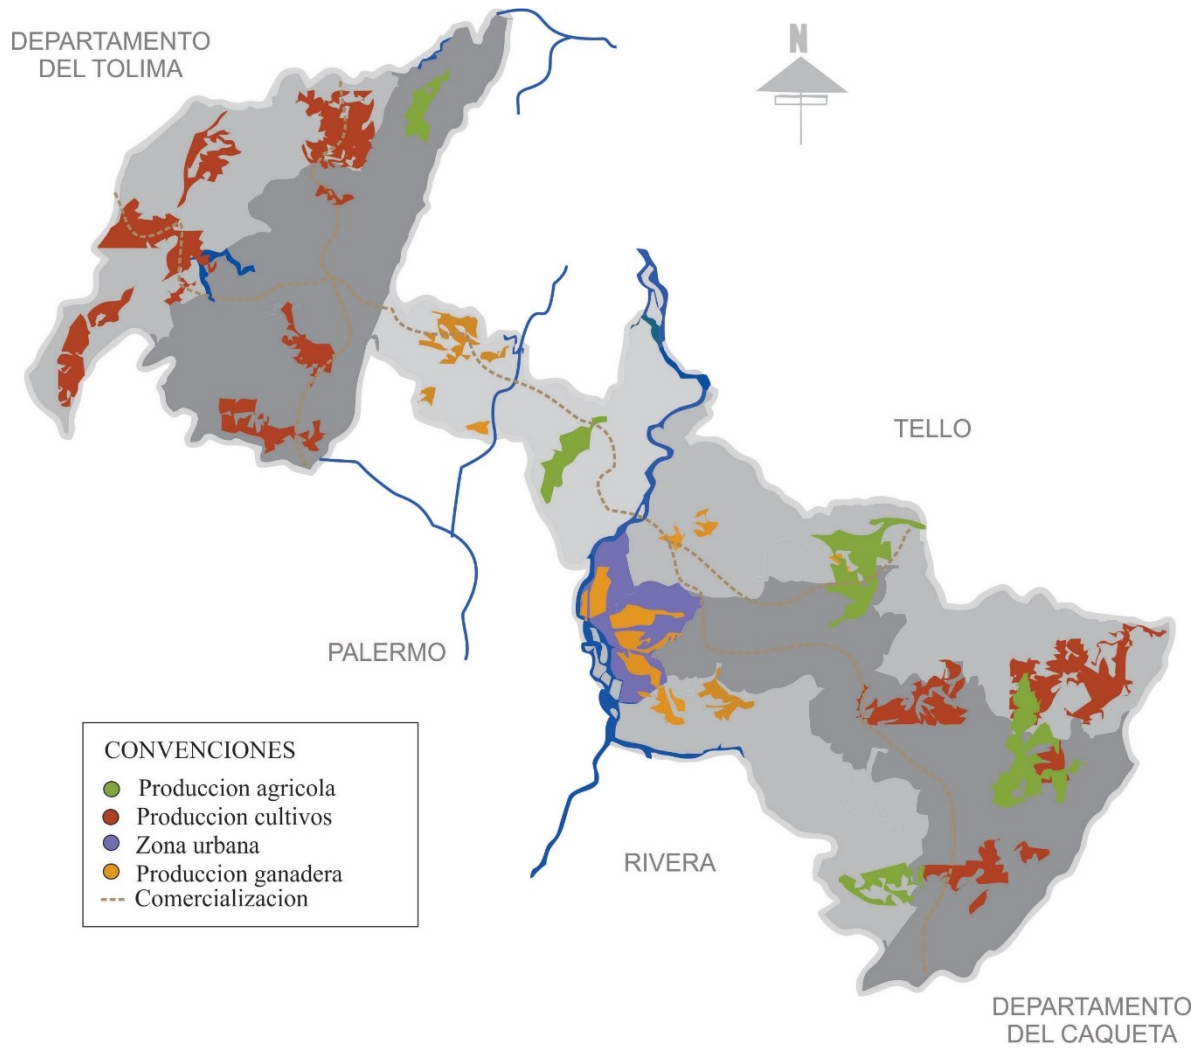 DEPARTAMENTO
DEL TOLIMA
N
TELLO
PALERMO
CONVENCIONES
Produccion agricola
Produccion cultivos
Zona urbana
Produccion ganadera
Comercializacion
RIVERA
DEPARTAMENTO
DEL CAQUETA